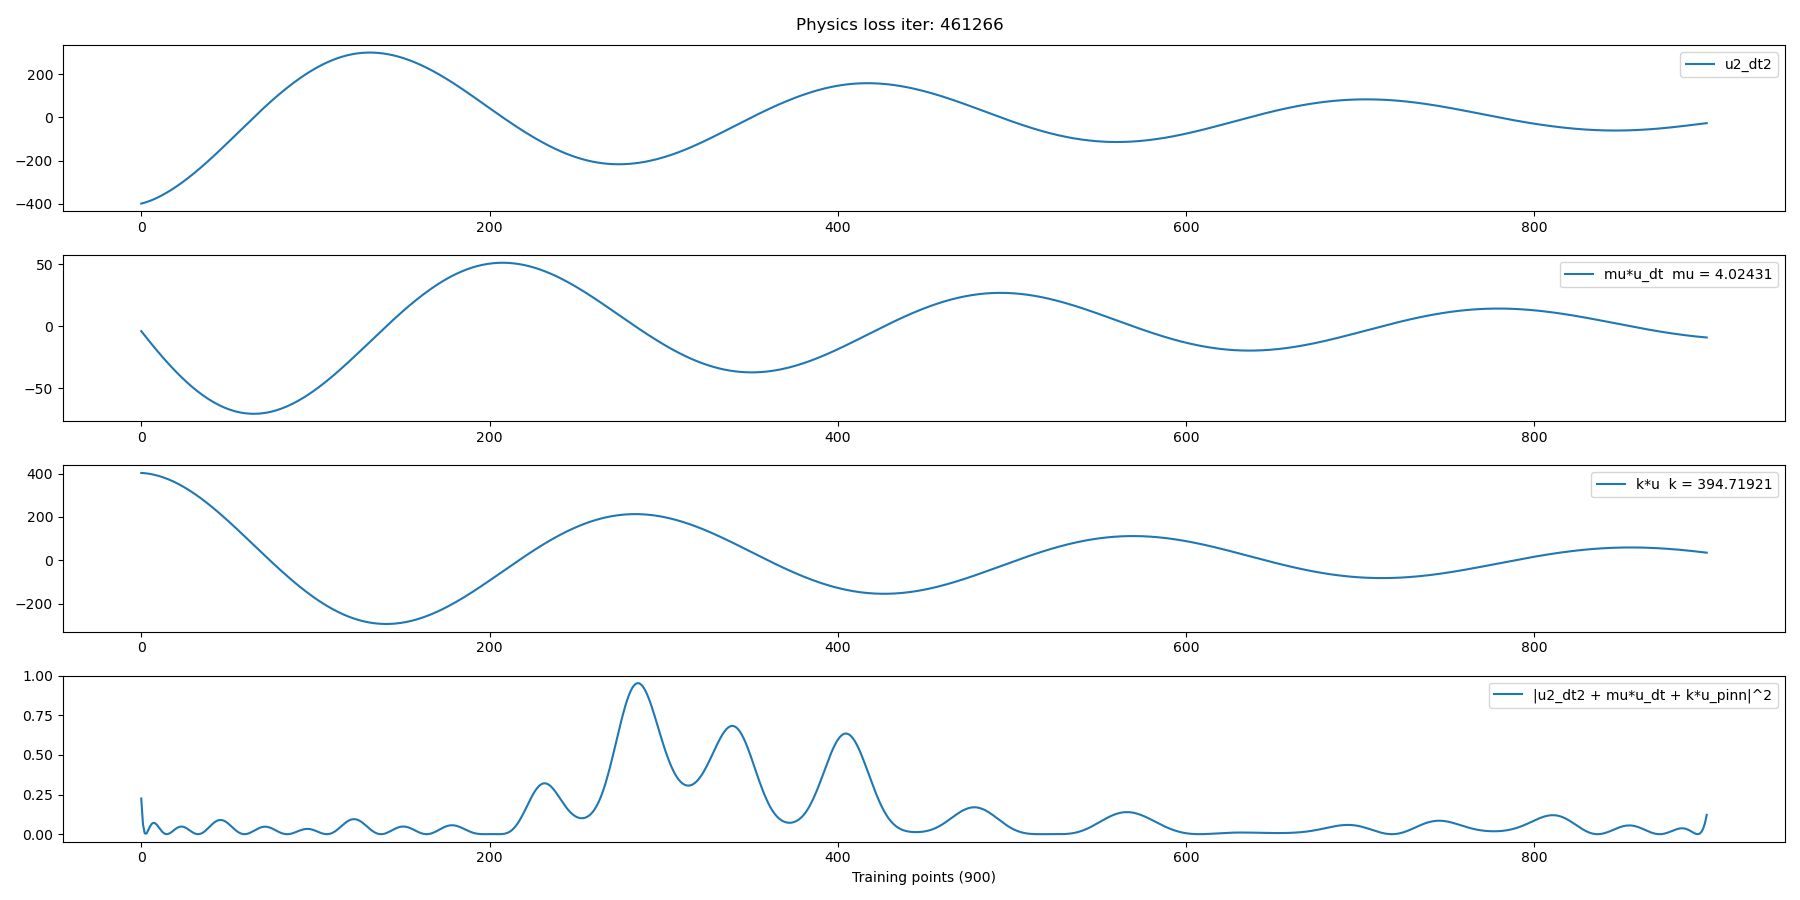 Physics loss iter: 461266
200
0
−200
−400
u2_dt2
0 200 400 600 800
50
0
−50
mu*u_dt  mu = 4.02431
0 200 400 600 800
400
200
0
−200
k*u  k = 394.71921
0 200 400 600 800
1.00
0.75
0.50
0.25
0.00
|u2_dt2 + mu*u_dt + k*u_pinn|^2
0 200 400 600 800
Training points (900)